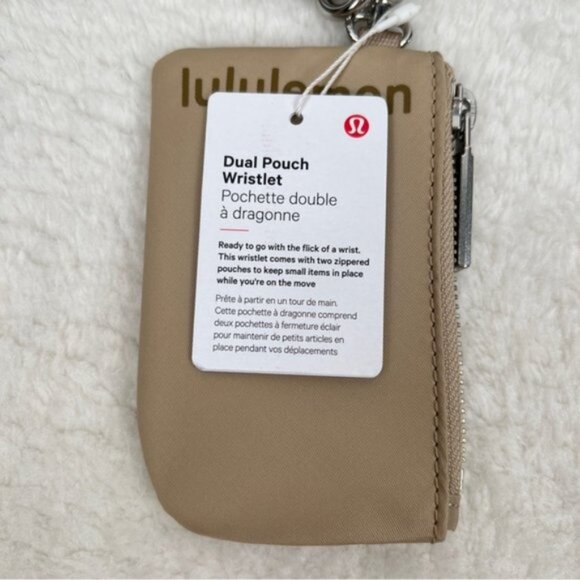 lululemon
Dual Pouch
Wristlet
Pochette double
à dragonne
Ready to go with the flick of a wrist.
This wristlet comes with two zippered
pouches to keep small items in place
while you're on the move
Prête à partir en un tour de main.
Cette pochette à dragonne comprend
deux pochettes à fermeture éclair
pour maintenir de petits articles en
place pendant vos déplacements